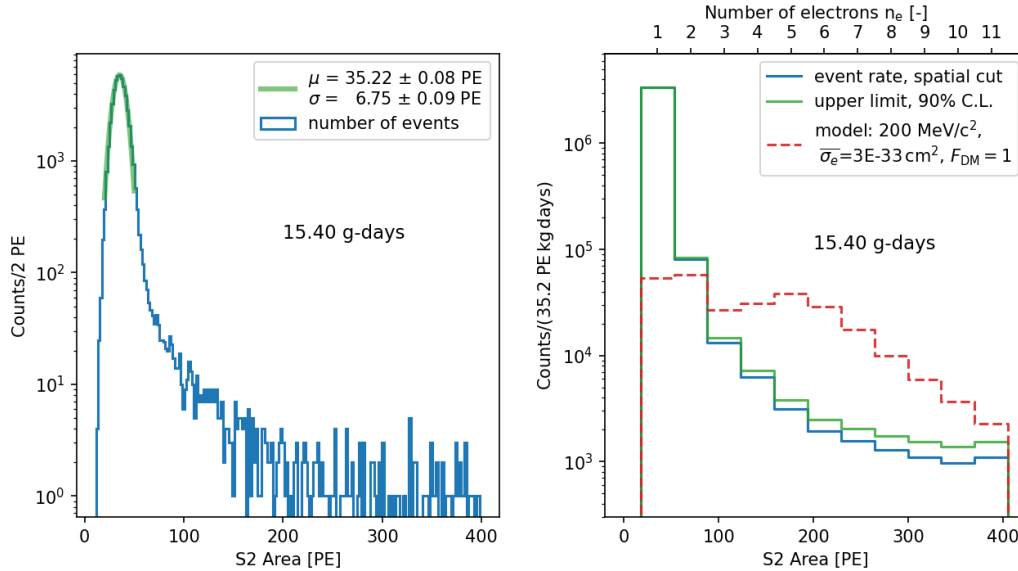 μ = 35.22 ± 0.08 PE
σ = 6.75 ± 0.09 PE
number of events
15.40 g-days
Counts/2 PE
10³
10²
10¹
10⁰
0 100 200 300 400
S2 Area [PE]
Number of electrons nₑ [-]
1 2 3 4 5 6 7 8 9 10 11
event rate, spatial cut
upper limit, 90% C.L.
model: 200 MeV/c²,
σ̅ₑ=3E-33 cm², F_DM = 1
15.40 g-days
Counts/(35.2 PE kg days)
10⁶
10⁵
10⁴
10³
0 100 200 300 400
S2 Area [PE]